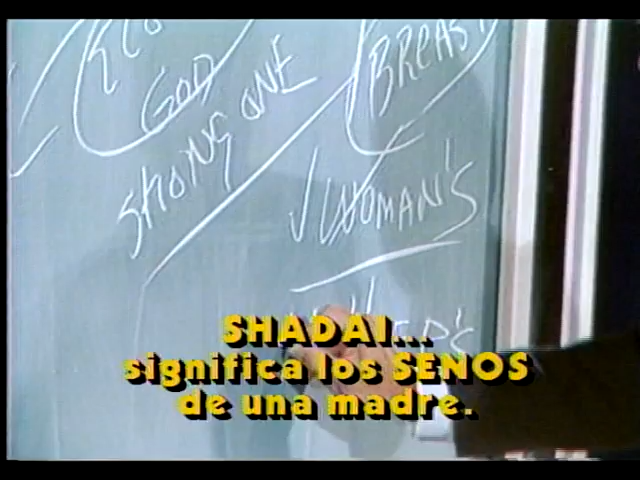 GOD
BREAST
STRONG ONE
WOMAN'S
SHADAI...
significa los SENOS
de una madre.